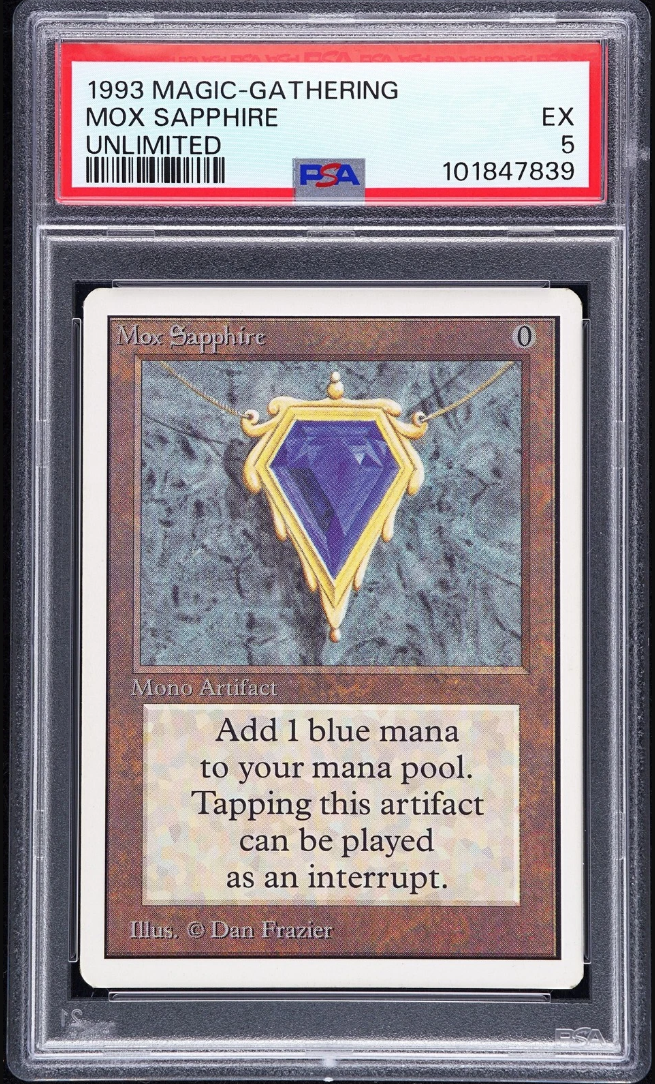 1993 MAGIC-GATHERING
MOX SAPPHIRE EX
UNLIMITED 5
PSA 101847839
Mox Sapphire 0
Mono Artifact
Add 1 blue mana
to your mana pool.
Tapping this artifact
can be played
as an interrupt.
Illus. © Dan Frazier
PSA